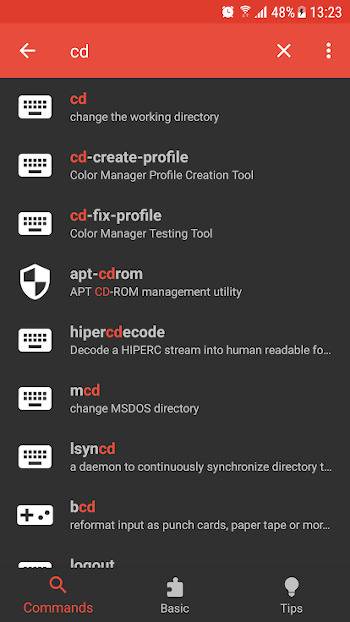 48% 13:23
cd
cd
change the working directory
cd-create-profile
Color Manager Profile Creation Tool
cd-fix-profile
Color Manager Testing Tool
apt-cdrom
APT CD-ROM management utility
hipercdecode
Decode a HIPERC stream into human readable fo...
mcd
change MSDOS directory
lsyncd
a daemon to continuously synchronize directory t...
bcd
reformat input as punch cards, paper tape or mor...
logout
Commands
Basic
Tips